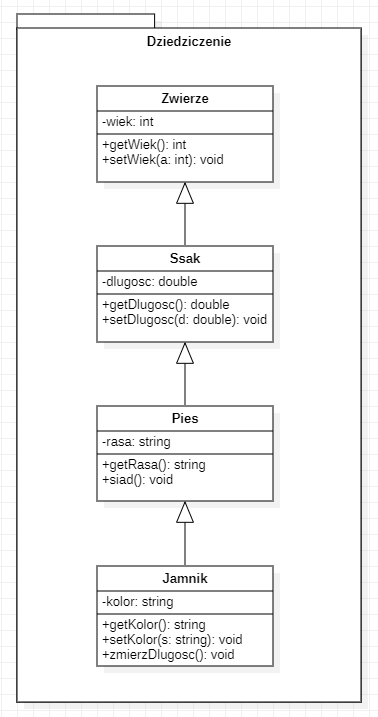 Dziedziczenie
Zwierze
-wiek: int
+getWiek(): int
+setWiek(a: int): void
Ssak
-dlugosc: double
+getDlugosc(): double
+setDlugosc(d: double): void
Pies
-rasa: string
+getRasa(): string
+siad(): void
Jamnik
-kolor: string
+getKolor(): string
+setKolor(s: string): void
+zmierzDlugosc(): void